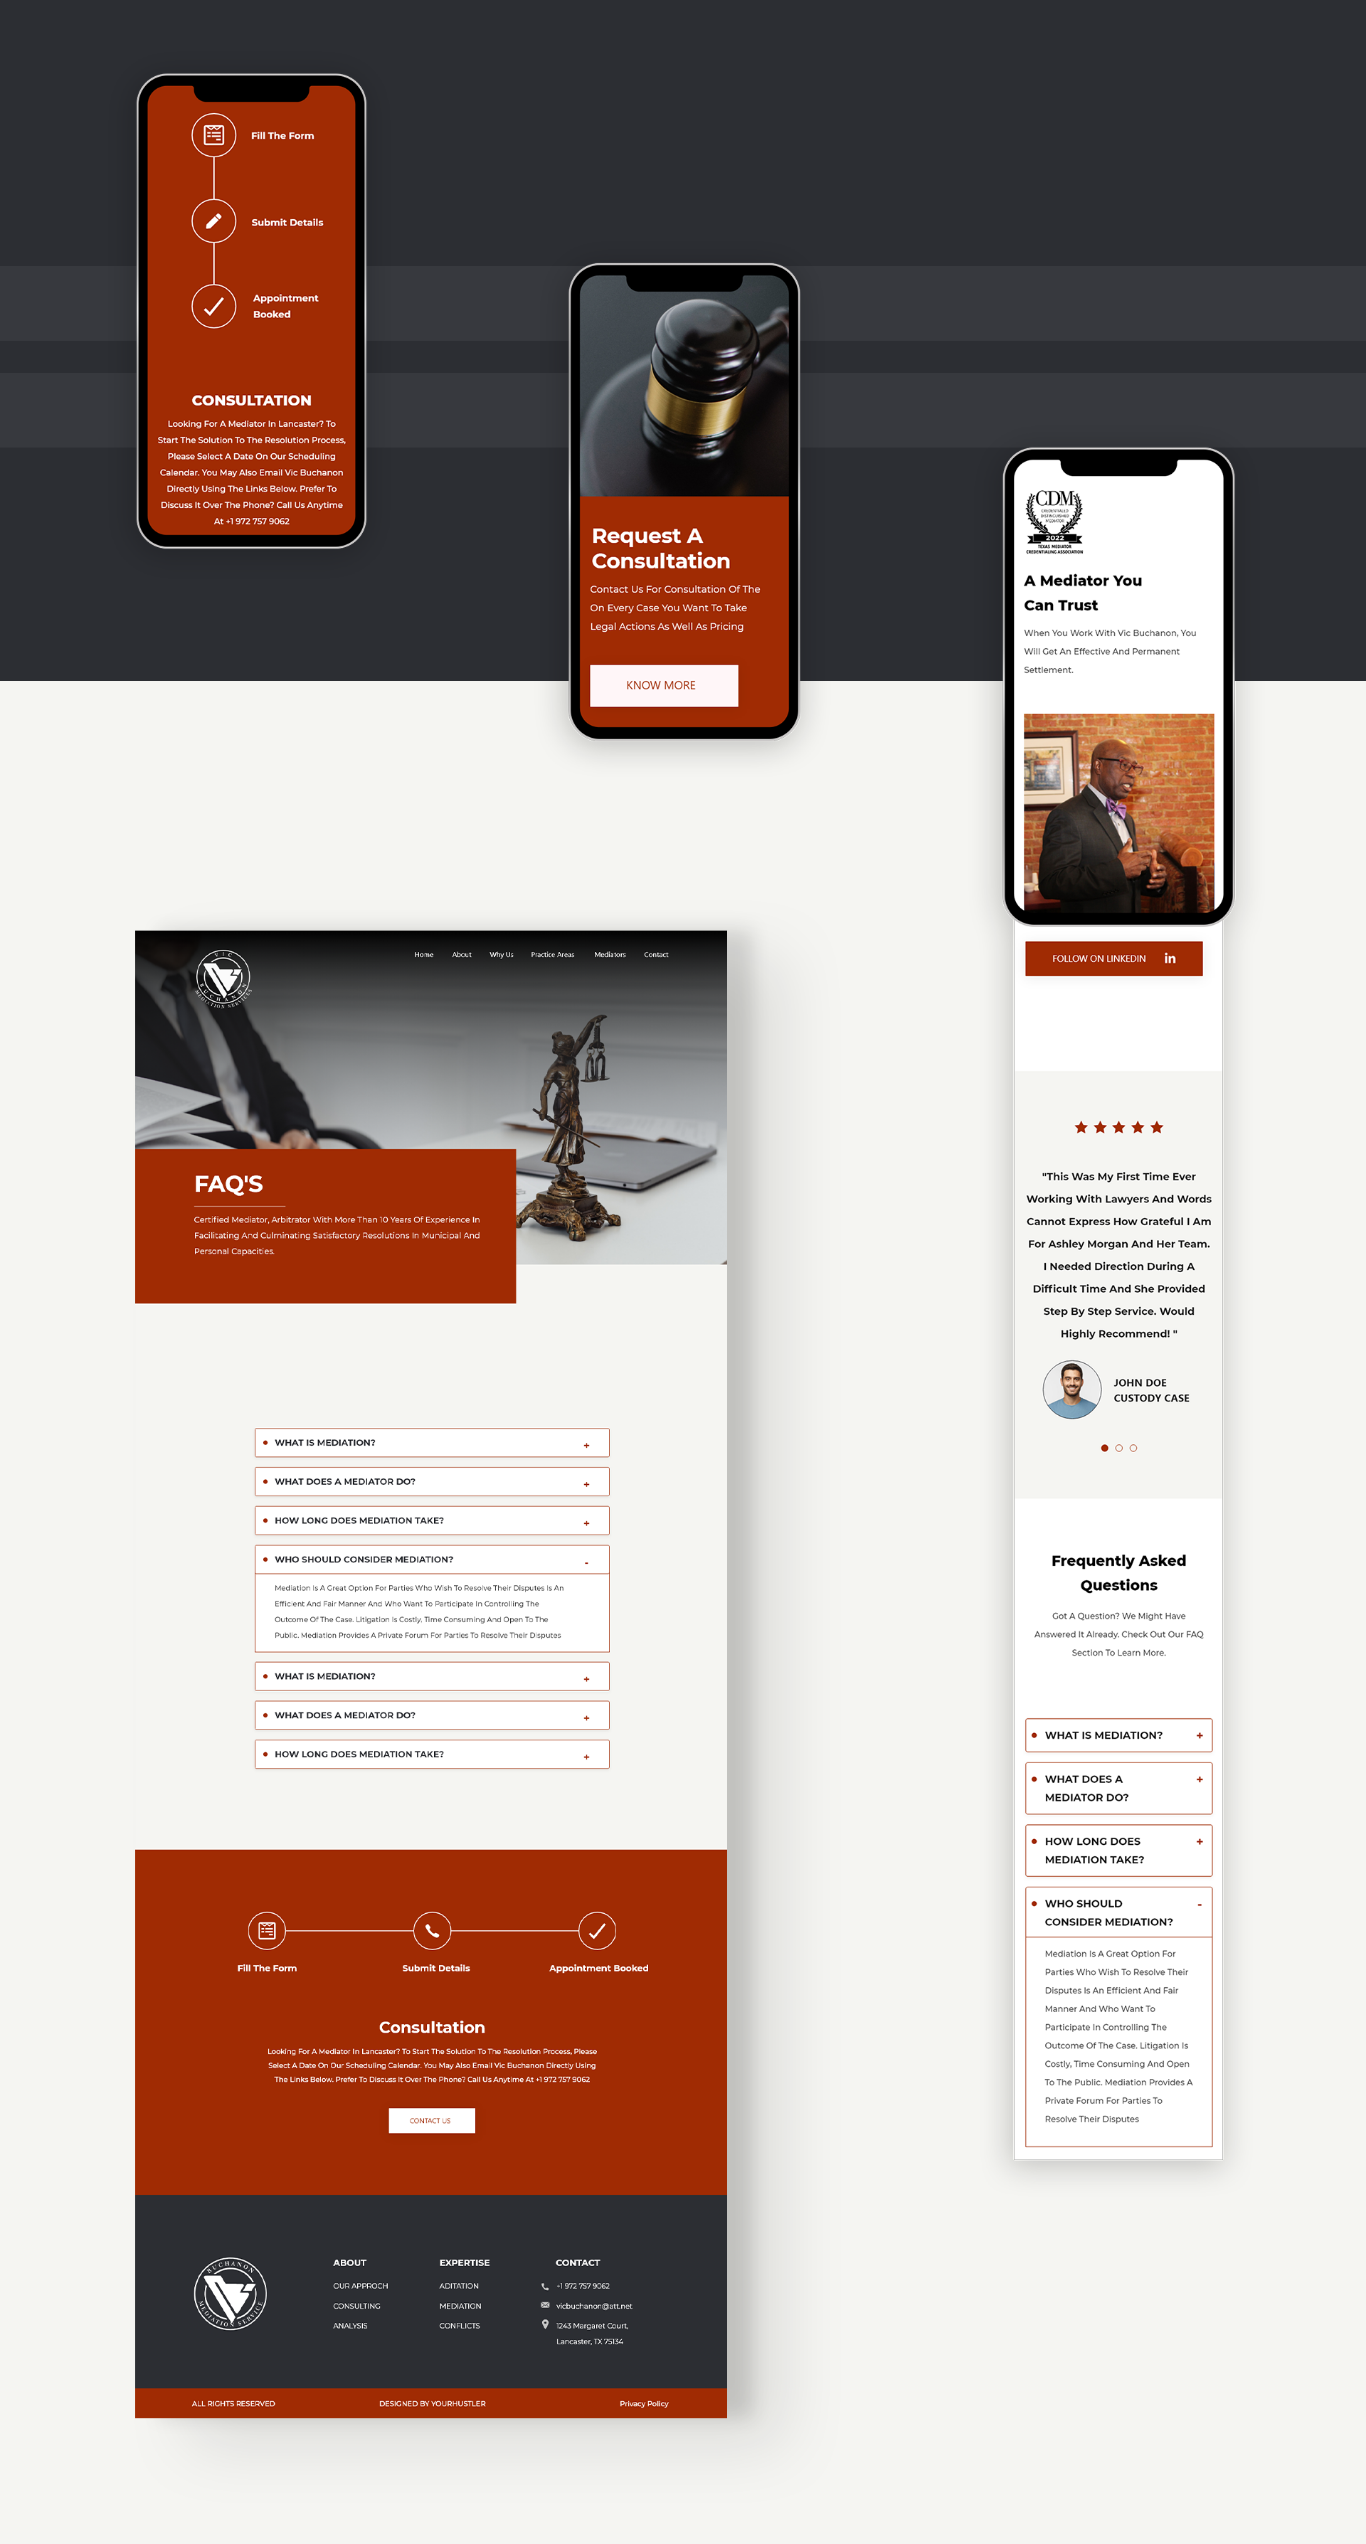 Fill The Form
Submit Details
Appointment
Booked
CONSULTATION
Looking For A Mediator In Lancaster? To
Start The Solution To The Resolution Process,
Please Select A Date On Our Scheduling
Calendar. You May Also Email Vic Buchanon
Directly Using The Links Below. Prefer To
Discuss It Over The Phone? Call Us Anytime
At +1 972 757 9062
Request A
Consultation
Contact Us For Consultation Of The
On Every Case You Want To Take
Legal Actions As Well As Pricing
KNOW MORE
CDM
CREDENTIALED
DISTINGUISHED
MEDIATOR
2022
TEXAS MEDIATOR
CREDENTIALING ASSOCIATION
A Mediator You
Can Trust
When You Work With Vic Buchanon, You
Will Get An Effective And Permanent
Settlement.
FOLLOW ON LINKEDIN in
"This Was My First Time Ever
Working With Lawyers And Words
Cannot Express How Grateful I Am
For Ashley Morgan And Her Team.
I Needed Direction During A
Difficult Time And She Provided
Step By Step Service. Would
Highly Recommend! "
JOHN DOE
CUSTODY CASE
Frequently Asked
Questions
Got A Question? We Might Have
Answered It Already. Check Out Our FAQ
Section To Learn More.
WHAT IS MEDIATION? +
WHAT DOES A +
MEDIATOR DO?
HOW LONG DOES +
MEDIATION TAKE?
WHO SHOULD -
CONSIDER MEDIATION?
Mediation Is A Great Option For
Parties Who Wish To Resolve Their
Disputes Is An Efficient And Fair
Manner And Who Want To
Participate In Controlling The
Outcome Of The Case. Litigation Is
Costly, Time Consuming And Open
To The Public. Mediation Provides A
Private Forum For Parties To
Resolve Their Disputes
VIC
BUCHANON
MEDIATION SERVICES
Home About Why Us Practice Areas Mediators Contact
FAQ'S
Certified Mediator, Arbitrator With More Than 10 Years Of Experience In
Facilitating And Culminating Satisfactory Resolutions In Municipal And
Personal Capacities.
WHAT IS MEDIATION? +
WHAT DOES A MEDIATOR DO? +
HOW LONG DOES MEDIATION TAKE? +
WHO SHOULD CONSIDER MEDIATION? -
Mediation Is A Great Option For Parties Who Wish To Resolve Their Disputes Is An
Efficient And Fair Manner And Who Want To Participate In Controlling The
Outcome Of The Case. Litigation Is Costly, Time Consuming And Open To The
Public. Mediation Provides A Private Forum For Parties To Resolve Their Disputes
WHAT IS MEDIATION? +
WHAT DOES A MEDIATOR DO? +
HOW LONG DOES MEDIATION TAKE? +
Fill The Form Submit Details Appointment Booked
Consultation
Looking For A Mediator In Lancaster? To Start The Solution To The Resolution Process, Please
Select A Date On Our Scheduling Calendar. You May Also Email Vic Buchanon Directly Using
The Links Below. Prefer To Discuss It Over The Phone? Call Us Anytime At +1 972 757 9062
CONTACT US
BUCHANON
MEDIATION SERVICE
ABOUT
OUR APPROCH
CONSULTING
ANALYSIS
EXPERTISE
ADITATION
MEDIATION
CONFLICTS
CONTACT
+1 972 757 9062
vicbuchanon@att.net
1243 Margaret Court,
Lancaster, TX 75134
ALL RIGHTS RESERVED DESIGNED BY YOURHUSTLER Privacy Policy